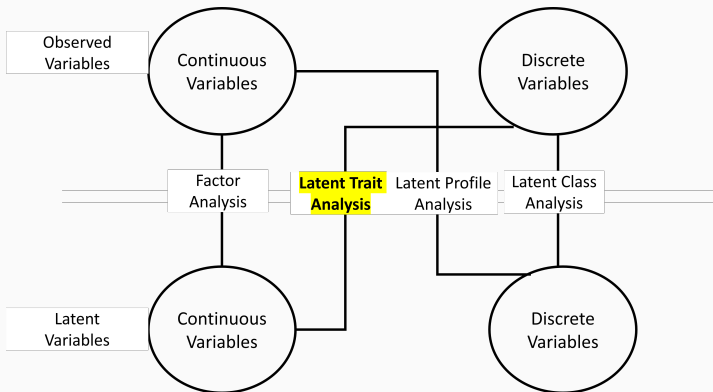 Observed
Variables
Continuous
Variables
Discrete
Variables
Factor
Analysis
Latent Trait
Analysis
Latent Profile
Analysis
Latent Class
Analysis
Latent
Variables
Continuous
Variables
Discrete
Variables